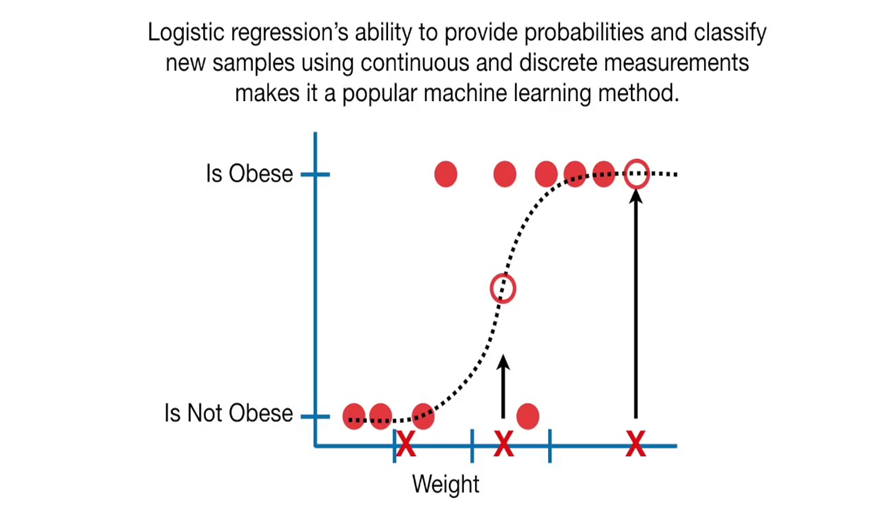 Logistic regression's ability to provide probabilities and classify
new samples using continuous and discrete measurements
makes it a popular machine learning method.
Is Obese
Is Not Obese
X X X
Weight